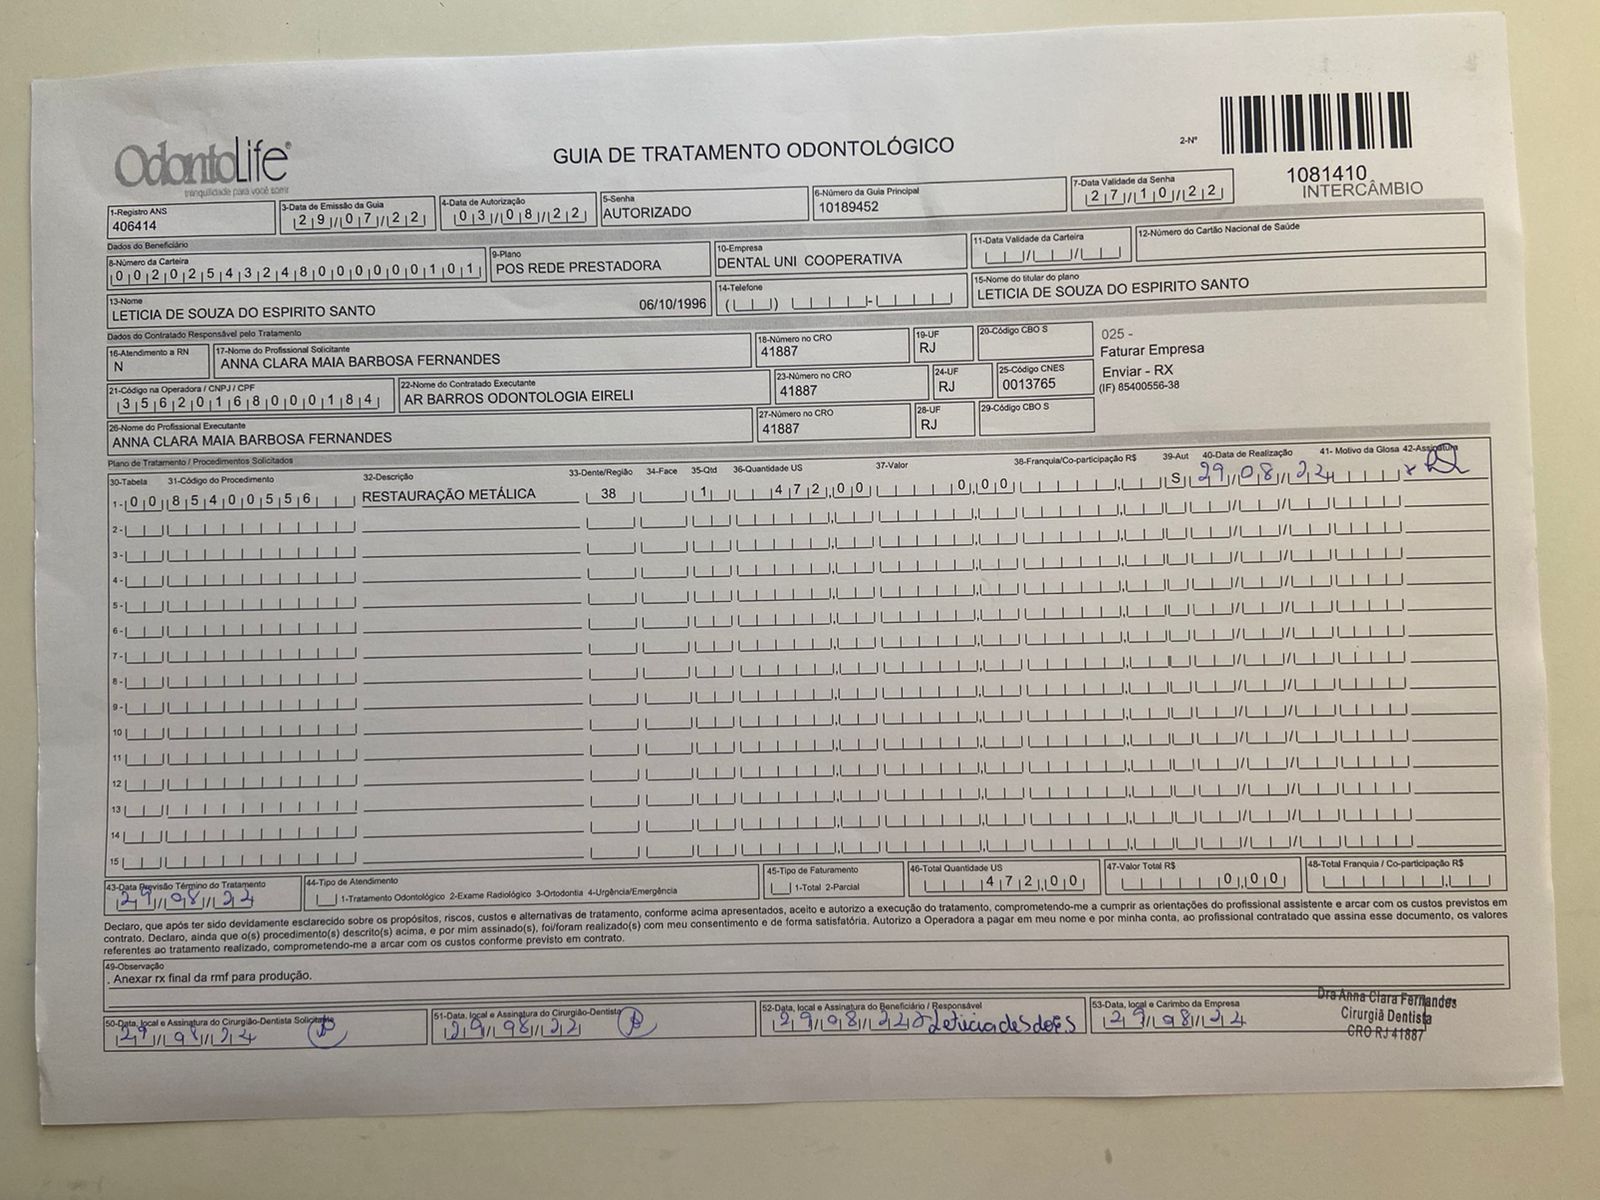 OdontoLife®
tranquilidade para você sorrir
GUIA DE TRATAMENTO ODONTOLÓGICO
2-Nº
1081410
INTERCÂMBIO
1-Registro ANS
406414
3-Data de Emissão da Guia
29/07/22
4-Data de Autorização
03/08/22
5-Senha
AUTORIZADO
6-Número da Guia Principal
10189452
7-Data Validade da Senha
27/10/22
Dados do Beneficiário
8-Número da Carteira
00202543248000000101
9-Plano
POS REDE PRESTADORA
10-Empresa
DENTAL UNI COOPERATIVA
11-Data Validade da Carteira
12-Número do Cartão Nacional de Saúde
13-Nome
LETICIA DE SOUZA DO ESPIRITO SANTO 06/10/1996
14-Telefone
15-Nome do titular do plano
LETICIA DE SOUZA DO ESPIRITO SANTO
Dados do Contratado Responsável pelo Tratamento
16-Atendimento a RN
N
17-Nome do Profissional Solicitante
ANNA CLARA MAIA BARBOSA FERNANDES
18-Número no CRO
41887
19-UF
RJ
20-Código CBO S
025 -
Faturar Empresa
Enviar - RX
(IF) 85400556-38
21-Código na Operadora / CNPJ / CPF
35620168000184
22-Nome do Contratado Executante
AR BARROS ODONTOLOGIA EIRELI
23-Número no CRO
41887
24-UF
RJ
25-Código CNES
0013765
26-Nome do Profissional Executante
ANNA CLARA MAIA BARBOSA FERNANDES
27-Número no CRO
41887
28-UF
RJ
29-Código CBO S
Plano de Tratamento / Procedimentos Solicitados
30-Tabela 31-Código do Procedimento 32-Descrição 33-Dente/Região 34-Face 35-Qtd 36-Quantidade US 37-Valor 38-Franquia/Co-participação R$ 39-Aut 40-Data de Realização 41- Motivo da Glosa 42-Assinatura
1- 00 85400556 RESTAURAÇÃO METÁLICA 38 1 472,00 0,00 S 29/08/22
2-
3-
4-
5-
6-
7-
8-
9-
10
11
12
13
14
15
43-Data Previsão Término do Tratamento
29/08/22
44-Tipo de Atendimento
1-Tratamento Odontológico 2-Exame Radiológico 3-Ortodontia 4-Urgência/Emergência
45-Tipo de Faturamento
1-Total 2-Parcial
46-Total Quantidade US
472,00
47-Valor Total R$
0,00
48-Total Franquia / Co-participação R$
Declaro, que após ter sido devidamente esclarecido sobre os propósitos, riscos, custos e alternativas de tratamento, conforme acima apresentados, aceito e autorizo a execução do tratamento, comprometendo-me a cumprir as orientações do profissional assistente e arcar com os custos previstos em
contrato. Declaro, ainda que o(s) procedimento(s) descrito(s) acima, e por mim assinado(s), foi/foram realizado(s) com meu consentimento e de forma satisfatória. Autorizo a Operadora a pagar em meu nome e por minha conta, ao profissional contratado que assina esse documento, os valores
referentes ao tratamento realizado, comprometendo-me a arcar com os custos conforme previsto em contrato.
49-Observação
. Anexar rx final da rmf para produção.
50-Data, local e Assinatura do Cirurgião-Dentista Solicitante
29/08/22
51-Data, local e Assinatura do Cirurgião-Dentista
29/08/22
52-Data, local e Assinatura do Beneficiário / Responsável
29/08/22
53-Data, local e Carimbo da Empresa
29/08/22
Dra Anna Clara Fernandes
Cirurgiã Dentista
CRO RJ 41887